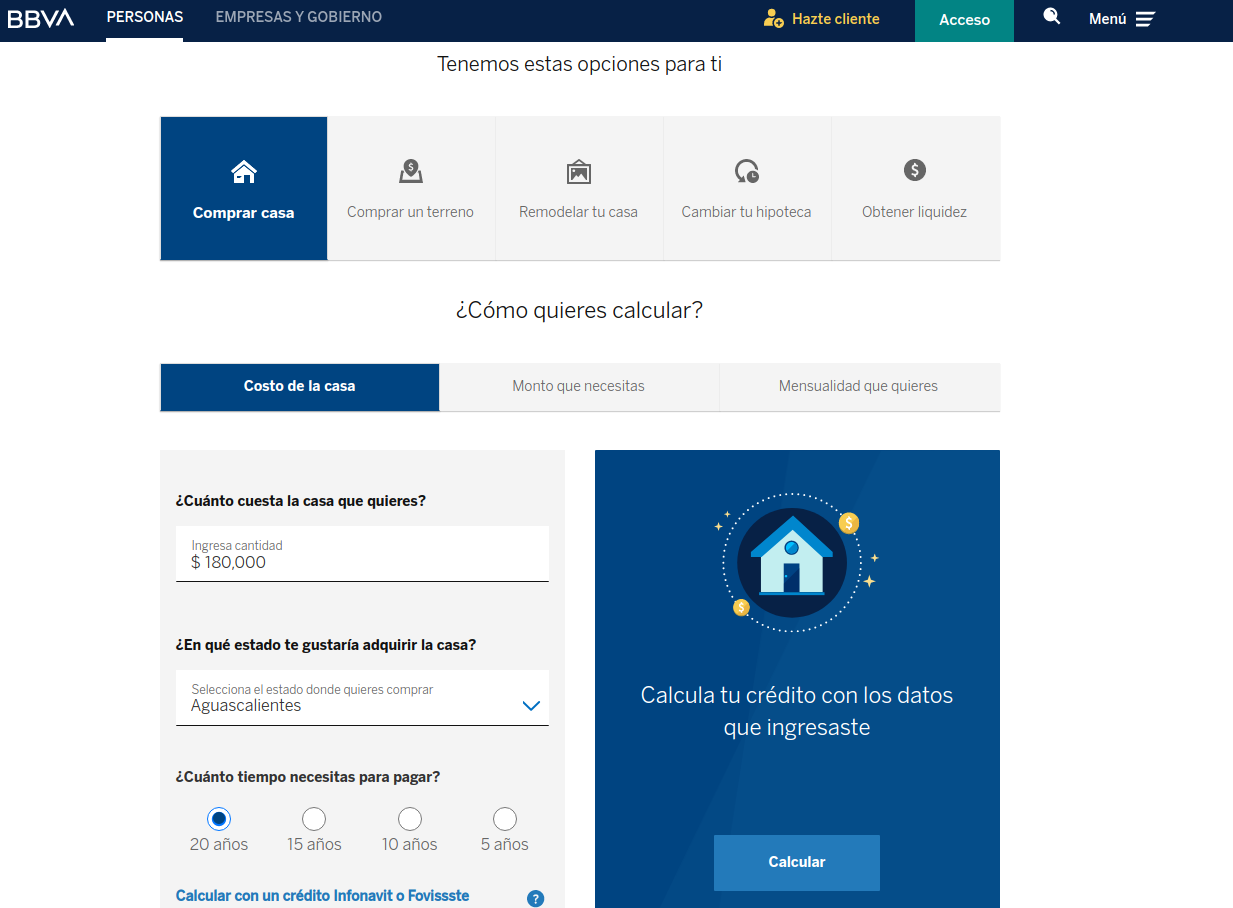 BBVA PERSONAS EMPRESAS Y GOBIERNO Hazte cliente Acceso Menú
Tenemos estas opciones para ti
Comprar casa Comprar un terreno Remodelar tu casa Cambiar tu hipoteca Obtener liquidez
¿Cómo quieres calcular?
Costo de la casa Monto que necesitas Mensualidad que quieres
¿Cuánto cuesta la casa que quieres?
Ingresa cantidad
$ 180,000
¿En qué estado te gustaría adquirir la casa?
Selecciona el estado donde quieres comprar
Aguascalientes
¿Cuánto tiempo necesitas para pagar?
20 años 15 años 10 años 5 años
Calcular con un crédito Infonavit o Fovissste ?
Calcula tu crédito con los datos
que ingresaste
Calcular